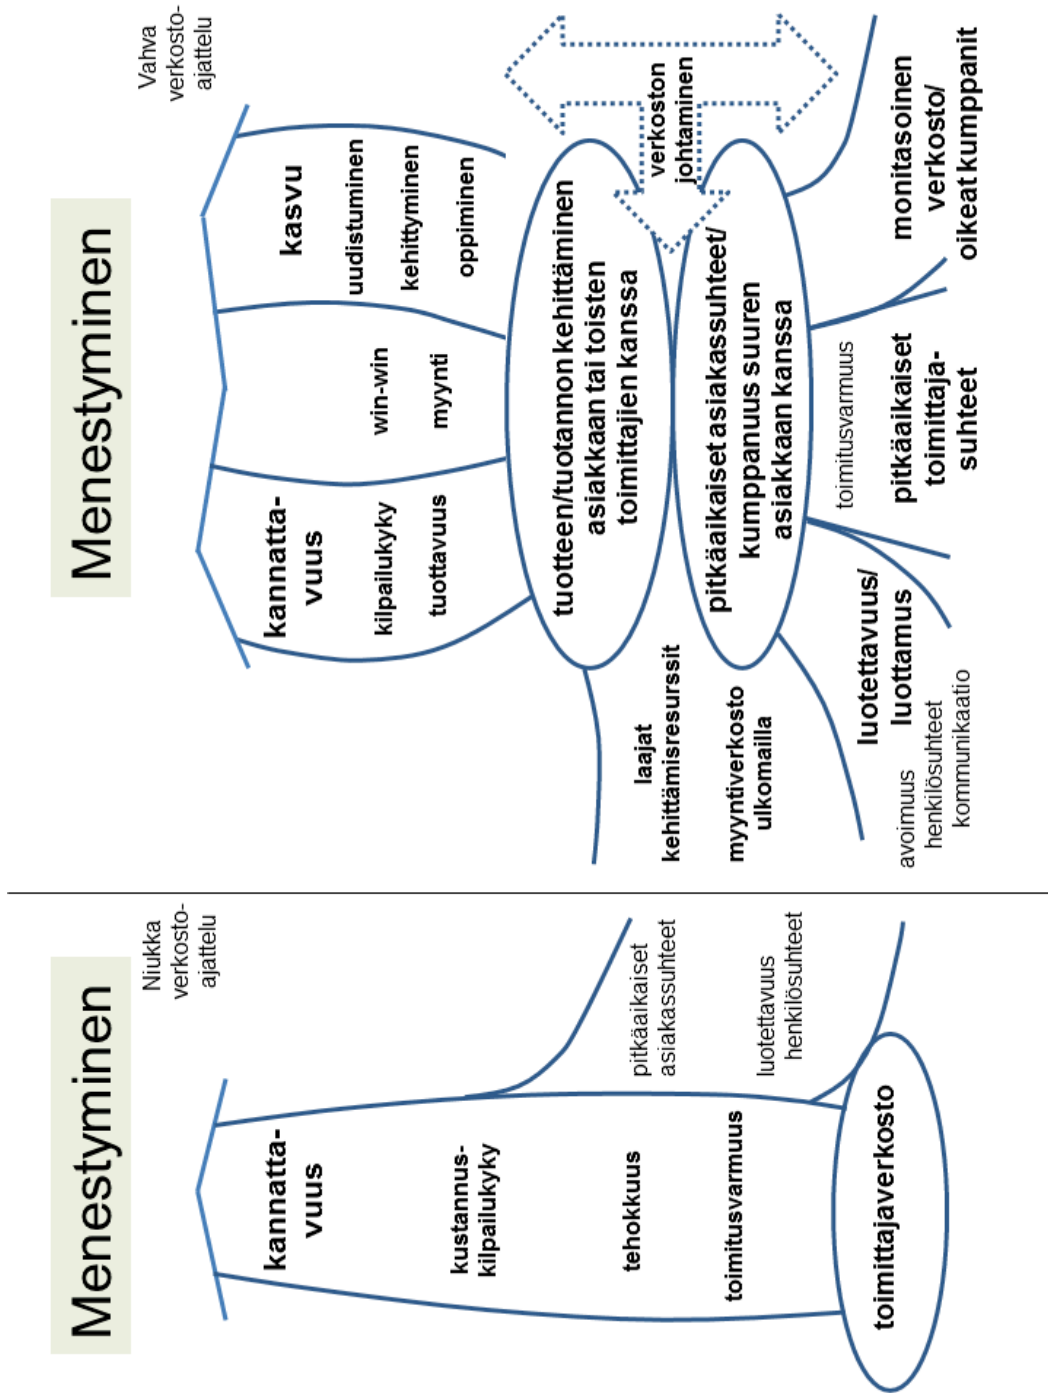 Menestyminen
Niukka
verkosto-
ajattelu
kannatta-
vuus
kustannus-
kilpailukyky
tehokkuus
toimitusvarmuus
pitkäaikaiset
asiakassuhteet
luotettavuus
henkilösuhteet
toimittajaverkosto
Menestyminen
Vahva
verkosto-
ajattelu
kannatta-
vuus
kilpailukyky
tuottavuus
win-win
myynti
kasvu
uudistuminen
kehittyminen
oppiminen
tuotteen/tuotannon kehittäminen
asiakkaan tai toisten
toimittajien kanssa
verkoston
johtaminen
laajat
kehittämisresurssit
myyntiverkosto
ulkomailla
pitkäaikaiset asiakassuhteet/
kumppanuus suuren
asiakkaan kanssa
luotettavuus/
luottamus
avoimuus
henkilösuhteet
kommunikaatio
toimitusvarmuus
pitkäaikaiset
toimittaja-
suhteet
monitasoinen
verkosto/
oikeat kumppanit